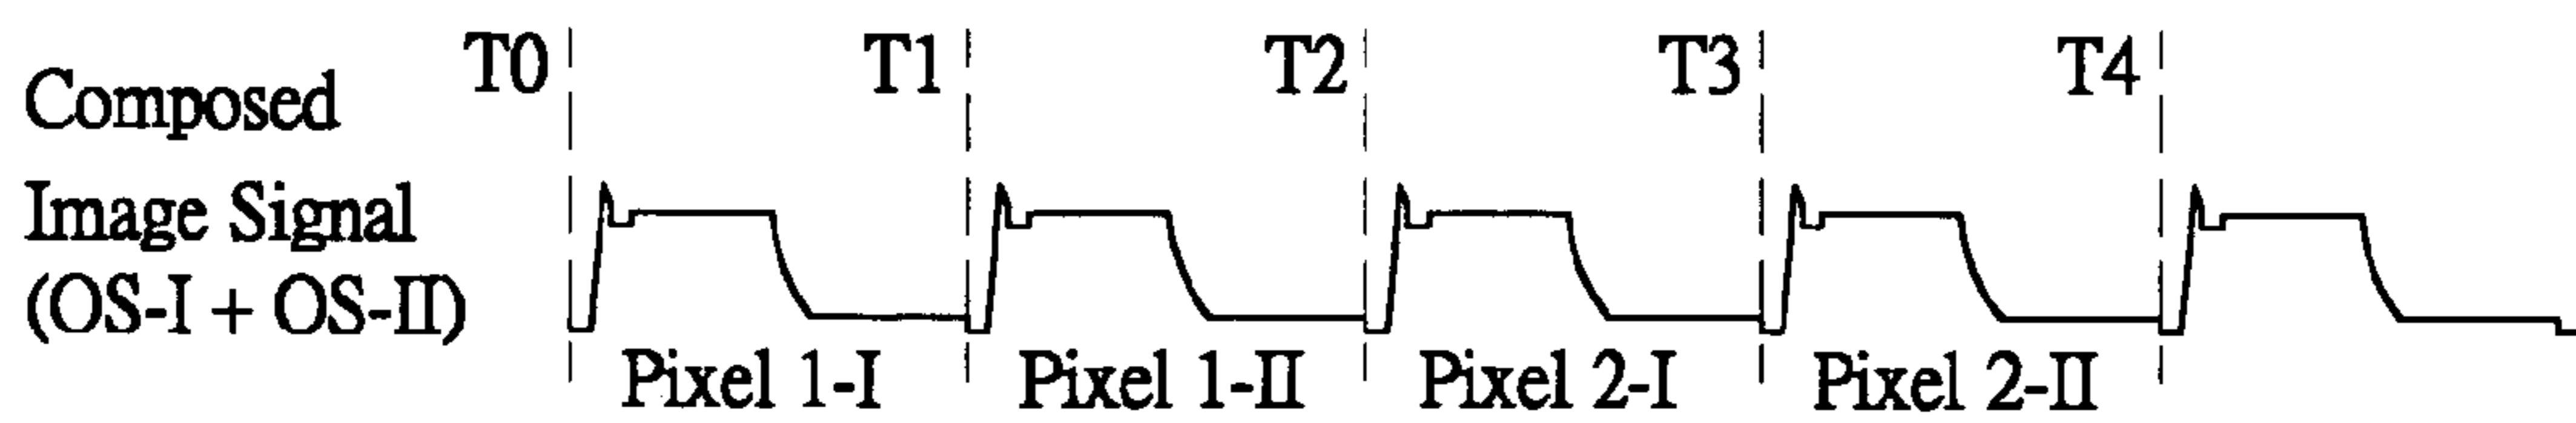 T0 T1 T2 T3 T4
Composed
Image Signal
(OS-I + OS-II)
Pixel 1-I Pixel 1-II Pixel 2-I Pixel 2-II